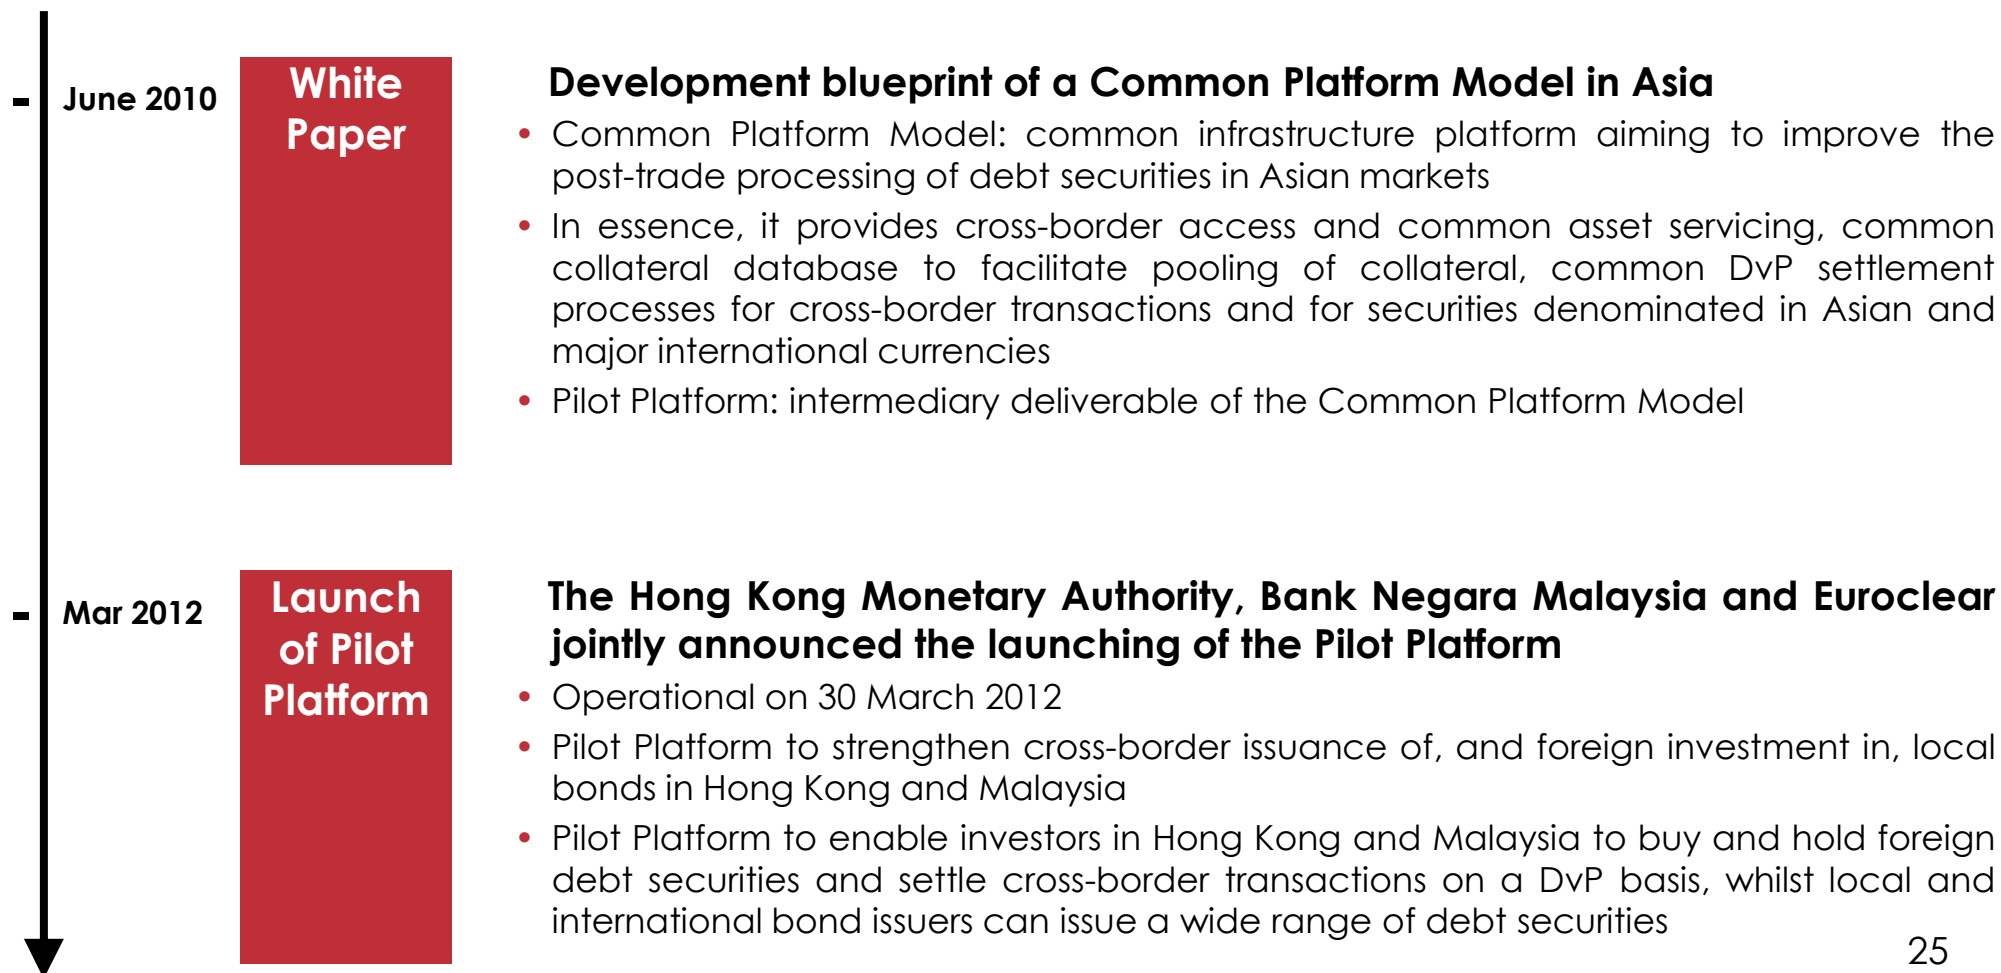 June 2010
White
Paper
Development blueprint of a Common Platform Model in Asia
• Common Platform Model: common infrastructure platform aiming to improve the
post-trade processing of debt securities in Asian markets
• In essence, it provides cross-border access and common asset servicing, common
collateral database to facilitate pooling of collateral, common DvP settlement
processes for cross-border transactions and for securities denominated in Asian and
major international currencies
• Pilot Platform: intermediary deliverable of the Common Platform Model
Mar 2012
Launch
of Pilot
Platform
The Hong Kong Monetary Authority, Bank Negara Malaysia and Euroclear
jointly announced the launching of the Pilot Platform
• Operational on 30 March 2012
• Pilot Platform to strengthen cross-border issuance of, and foreign investment in, local
bonds in Hong Kong and Malaysia
• Pilot Platform to enable investors in Hong Kong and Malaysia to buy and hold foreign
debt securities and settle cross-border transactions on a DvP basis, whilst local and
international bond issuers can issue a wide range of debt securities
25